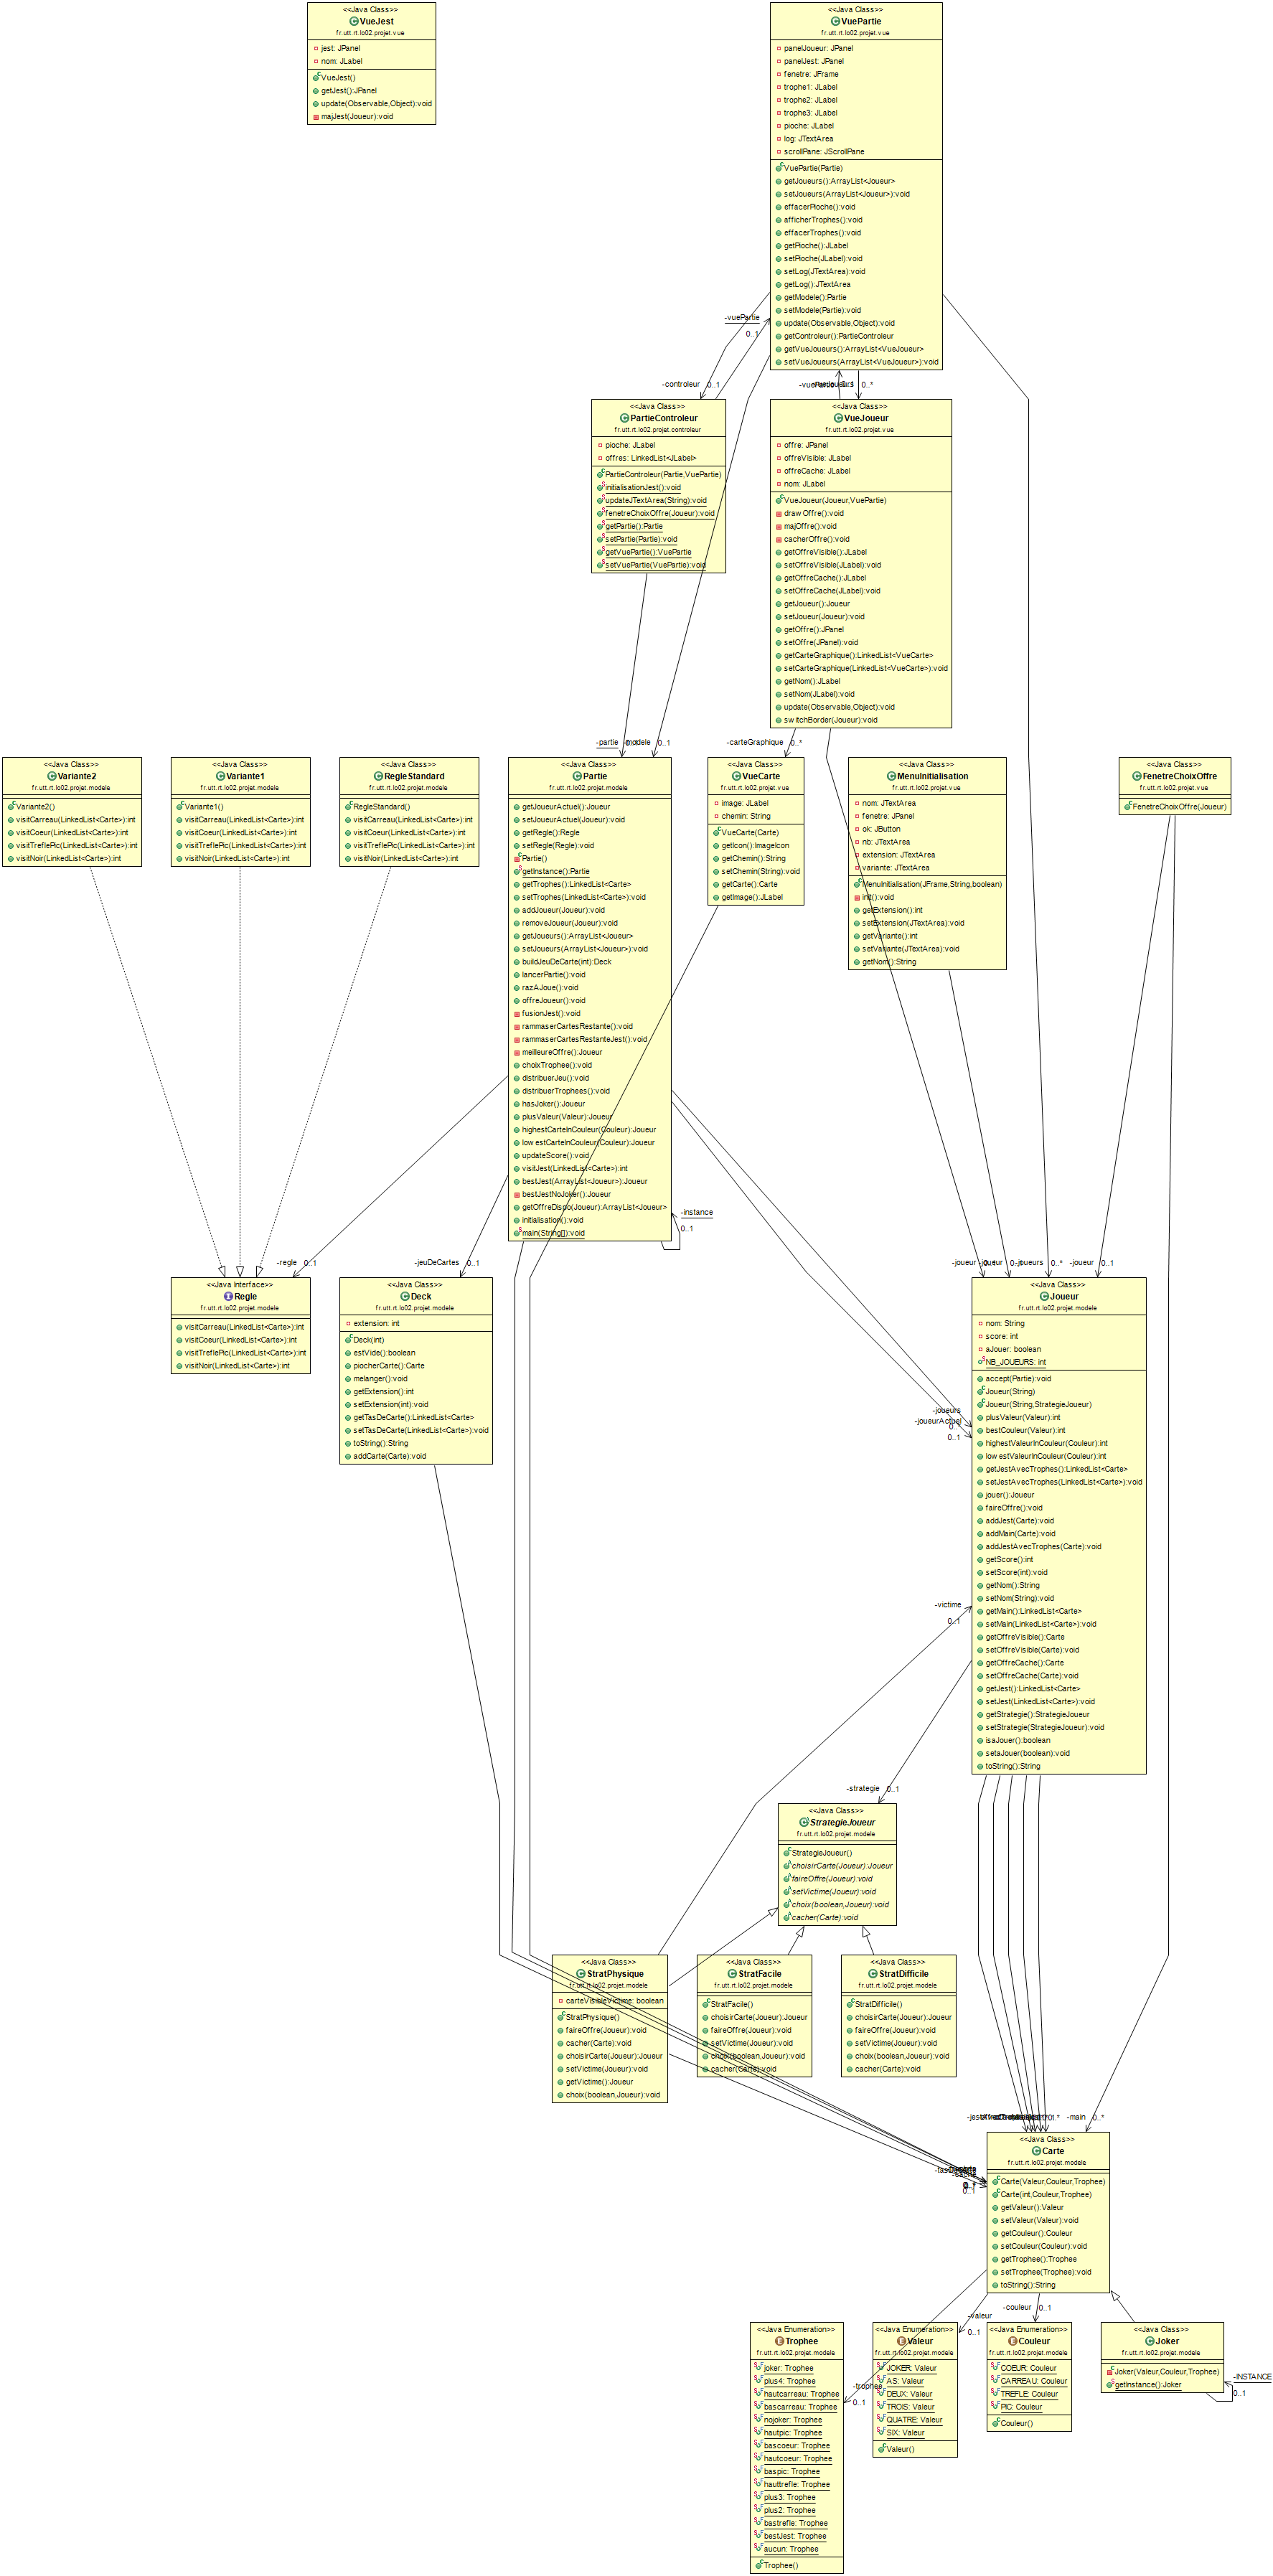 <<Java Class>>
VueJest
fr.utt.rt.lo02.projet.vue
jest: JPanel
nom: JLabel
VueJest()
getJest():JPanel
update(Observable,Object):void
majJest(Joueur):void
<<Java Class>>
VuePartie
fr.utt.rt.lo02.projet.vue
panelJoueur: JPanel
panelJest: JPanel
fenetre: JFrame
trophe1: JLabel
trophe2: JLabel
trophe3: JLabel
pioche: JLabel
log: JTextArea
scrollPane: JScrollPane
VuePartie(Partie)
getJoueurs():ArrayList<Joueur>
setJoueurs(ArrayList<Joueur>):void
effacerPioche():void
afficherTrophes():void
effacerTrophes():void
getPioche():JLabel
setPioche(JLabel):void
setLog(JTextArea):void
getLog():JTextArea
getModele():Partie
setModele(Partie):void
update(Observable,Object):void
getControleur():PartieControleur
getVueJoueurs():ArrayList<VueJoueur>
setVueJoueurs(ArrayList<VueJoueur>):void
-vuePartie
0..1
-controleur 0..1
0..*
<<Java Class>>
PartieControleur
fr.utt.rt.lo02.projet.controleur
pioche: JLabel
offres: LinkedList<JLabel>
PartieControleur(Partie,VuePartie)
initialisationJest():void
updateJTextArea(String):void
fenetreChoixOffre(Joueur):void
getPartie():Partie
setPartie(Partie):void
getVuePartie():VuePartie
setVuePartie(VuePartie):void
<<Java Class>>
VueJoueur
fr.utt.rt.lo02.projet.vue
offre: JPanel
offreVisible: JLabel
offreCache: JLabel
nom: JLabel
VueJoueur(Joueur,VuePartie)
drawOffre():void
majOffre():void
cacherOffre():void
getOffreVisible():JLabel
setOffreVisible(JLabel):void
getOffreCache():JLabel
setOffreCache(JLabel):void
getJoueur():Joueur
setJoueur(Joueur):void
getOffre():JPanel
setOffre(JPanel):void
getCarteGraphique():LinkedList<VueCarte>
setCarteGraphique(LinkedList<VueCarte>):void
getNom():JLabel
setNom(JLabel):void
update(Observable,Object):void
switchBorder(Joueur):void
-partie
0..1
-carteGraphique 0..*
<<Java Class>>
Variante2
fr.utt.rt.lo02.projet.modele
Variante2()
visitCarreau(LinkedList<Carte>):int
visitCoeur(LinkedList<Carte>):int
visitTreflePic(LinkedList<Carte>):int
visitNoir(LinkedList<Carte>):int
<<Java Class>>
Variante1
fr.utt.rt.lo02.projet.modele
Variante1()
visitCarreau(LinkedList<Carte>):int
visitCoeur(LinkedList<Carte>):int
visitTreflePic(LinkedList<Carte>):int
visitNoir(LinkedList<Carte>):int
<<Java Class>>
RegleStandard
fr.utt.rt.lo02.projet.modele
RegleStandard()
visitCarreau(LinkedList<Carte>):int
visitCoeur(LinkedList<Carte>):int
visitTreflePic(LinkedList<Carte>):int
visitNoir(LinkedList<Carte>):int
<<Java Class>>
Partie
fr.utt.rt.lo02.projet.modele
getJoueurActuel():Joueur
setJoueurActuel(Joueur):void
getRegle():Regle
setRegle(Regle):void
Partie()
getInstance():Partie
getTrophes():LinkedList<Carte>
setTrophes(LinkedList<Carte>):void
addJoueur(Joueur):void
removeJoueur(Joueur):void
getJoueurs():ArrayList<Joueur>
setJoueurs(ArrayList<Joueur>):void
buildJeuDeCarte(int):Deck
lancerPartie():void
razAJoue():void
offreJoueur():void
fusionJest():void
rammaserCartesRestante():void
rammaserCartesRestanteJest():void
meilleureOffre():Joueur
choixTrophee():void
distribuerJeu():void
distribuerTrophees():void
hasJoker():Joueur
plusValeur(Valeur):Joueur
highestCarteInCouleur(Couleur):Joueur
lowestCarteInCouleur(Couleur):Joueur
updateScore():void
visitJest(LinkedList<Carte>):int
bestJest(ArrayList<Joueur>):Joueur
bestJestNoJoker():Joueur
getOffreDispo(Joueur):ArrayList<Joueur>
initialisation():void
main(String[]):void
<<Java Class>>
VueCarte
fr.utt.rt.lo02.projet.vue
image: JLabel
chemin: String
VueCarte(Carte)
getIcon():ImageIcon
getChemin():String
setChemin(String):void
getCarte():Carte
getImage():JLabel
<<Java Class>>
MenuInitialisation
fr.utt.rt.lo02.projet.vue
nom: JTextArea
fenetre: JPanel
ok: JButton
nb: JTextArea
extension: JTextArea
variante: JTextArea
MenuInitialisation(JFrame,String,boolean)
init():void
getExtension():int
setExtension(JTextArea):void
getVariante():int
setVariante(JTextArea):void
getNom():String
<<Java Class>>
FenetreChoixOffre
fr.utt.rt.lo02.projet.vue
FenetreChoixOffre(Joueur)
-instance
0..1
-regle 0..1
-jeuDeCartes 0..1
-joueur
-joueurs
0..*
-joueur 0..1
<<Java Interface>>
Regle
fr.utt.rt.lo02.projet.modele
visitCarreau(LinkedList<Carte>):int
visitCoeur(LinkedList<Carte>):int
visitTreflePic(LinkedList<Carte>):int
visitNoir(LinkedList<Carte>):int
<<Java Class>>
Deck
fr.utt.rt.lo02.projet.modele
extension: int
Deck(int)
estVide():boolean
piocherCarte():Carte
melanger():void
getExtension():int
setExtension(int):void
getTasDeCarte():LinkedList<Carte>
setTasDeCarte(LinkedList<Carte>):void
toString():String
addCarte(Carte):void
<<Java Class>>
Joueur
fr.utt.rt.lo02.projet.modele
nom: String
score: int
aJouer: boolean
NB_JOUEURS: int
accept(Partie):void
Joueur(String)
Joueur(String,StrategieJoueur)
plusValeur(Valeur):int
bestCouleur(Valeur):int
highestValeurInCouleur(Couleur):int
lowestValeurInCouleur(Couleur):int
getJestAvecTrophes():LinkedList<Carte>
setJestAvecTrophes(LinkedList<Carte>):void
jouer():Joueur
faireOffre():void
addJest(Carte):void
addMain(Carte):void
addJestAvecTrophes(Carte):void
getScore():int
setScore(int):void
getNom():String
setNom(String):void
getMain():LinkedList<Carte>
setMain(LinkedList<Carte>):void
getOffreVisible():Carte
setOffreVisible(Carte):void
getOffreCache():Carte
setOffreCache(Carte):void
getJest():LinkedList<Carte>
setJest(LinkedList<Carte>):void
getStrategie():StrategieJoueur
setStrategie(StrategieJoueur):void
isaJouer():boolean
setaJouer(boolean):void
toString():String
-joueurs
-joueurActuel
0..1
-victime
0..1
-strategie 0..1
<<Java Class>>
StrategieJoueur
fr.utt.rt.lo02.projet.modele
StrategieJoueur()
choisirCarte(Joueur):Joueur
faireOffre(Joueur):void
setVictime(Joueur):void
choix(boolean,Joueur):void
cacher(Carte):void
<<Java Class>>
StratPhysique
fr.utt.rt.lo02.projet.modele
carteVisibleVictime: boolean
StratPhysique()
faireOffre(Joueur):void
cacher(Carte):void
choisirCarte(Joueur):Joueur
setVictime(Joueur):void
getVictime():Joueur
choix(boolean,Joueur):void
<<Java Class>>
StratFacile
fr.utt.rt.lo02.projet.modele
StratFacile()
choisirCarte(Joueur):Joueur
faireOffre(Joueur):void
setVictime(Joueur):void
choix(boolean,Joueur):void
cacher(Carte):void
<<Java Class>>
StratDifficile
fr.utt.rt.lo02.projet.modele
StratDifficile()
choisirCarte(Joueur):Joueur
faireOffre(Joueur):void
setVictime(Joueur):void
choix(boolean,Joueur):void
cacher(Carte):void
-main 0..*
<<Java Class>>
Carte
fr.utt.rt.lo02.projet.modele
Carte(Valeur,Couleur,Trophee)
Carte(int,Couleur,Trophee)
getValeur():Valeur
setValeur(Valeur):void
getCouleur():Couleur
setCouleur(Couleur):void
getTrophee():Trophee
setTrophee(Trophee):void
toString():String
0..1
-couleur 0..1
-valeur
0..1
-trophee
0..1
<<Java Enumeration>>
Trophee
fr.utt.rt.lo02.projet.modele
joker: Trophee
plus4: Trophee
hautcarreau: Trophee
bascarreau: Trophee
nojoker: Trophee
hautpic: Trophee
bascoeur: Trophee
hautcoeur: Trophee
baspic: Trophee
hauttrefle: Trophee
plus3: Trophee
plus2: Trophee
bastrefle: Trophee
bestJest: Trophee
aucun: Trophee
Trophee()
<<Java Enumeration>>
Valeur
fr.utt.rt.lo02.projet.modele
JOKER: Valeur
AS: Valeur
DEUX: Valeur
TROIS: Valeur
QUATRE: Valeur
SIX: Valeur
Valeur()
<<Java Enumeration>>
Couleur
fr.utt.rt.lo02.projet.modele
COEUR: Couleur
CARREAU: Couleur
TREFLE: Couleur
PIC: Couleur
Couleur()
<<Java Class>>
Joker
fr.utt.rt.lo02.projet.modele
Joker(Valeur,Couleur,Trophee)
getInstance():Joker
-INSTANCE
0..1